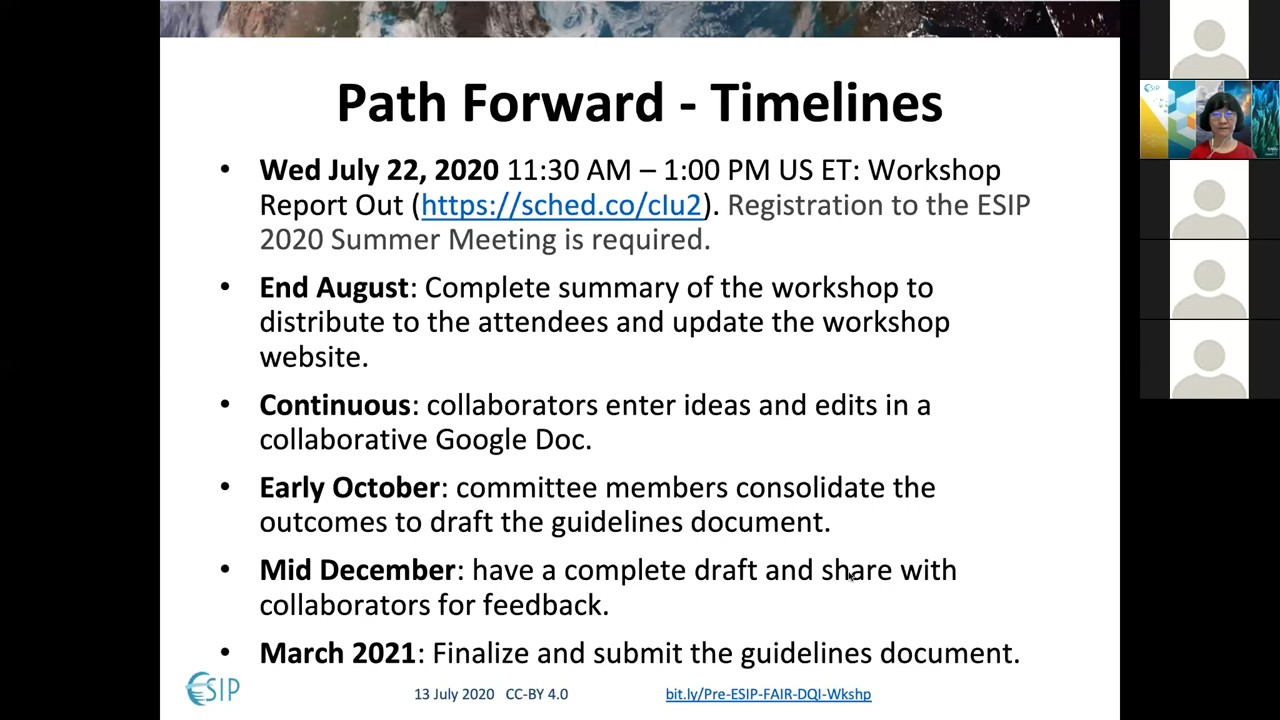 Path Forward - Timelines
• Wed July 22, 2020 11:30 AM – 1:00 PM US ET: Workshop
Report Out (https://sched.co/cIu2). Registration to the ESIP
2020 Summer Meeting is required.
• End August: Complete summary of the workshop to
distribute to the attendees and update the workshop
website.
• Continuous: collaborators enter ideas and edits in a
collaborative Google Doc.
• Early October: committee members consolidate the
outcomes to draft the guidelines document.
• Mid December: have a complete draft and share with
collaborators for feedback.
• March 2021: Finalize and submit the guidelines document.
ESIP
13 July 2020 CC-BY 4.0
bit.ly/Pre-ESIP-FAIR-DQI-Wkshp
ESIP